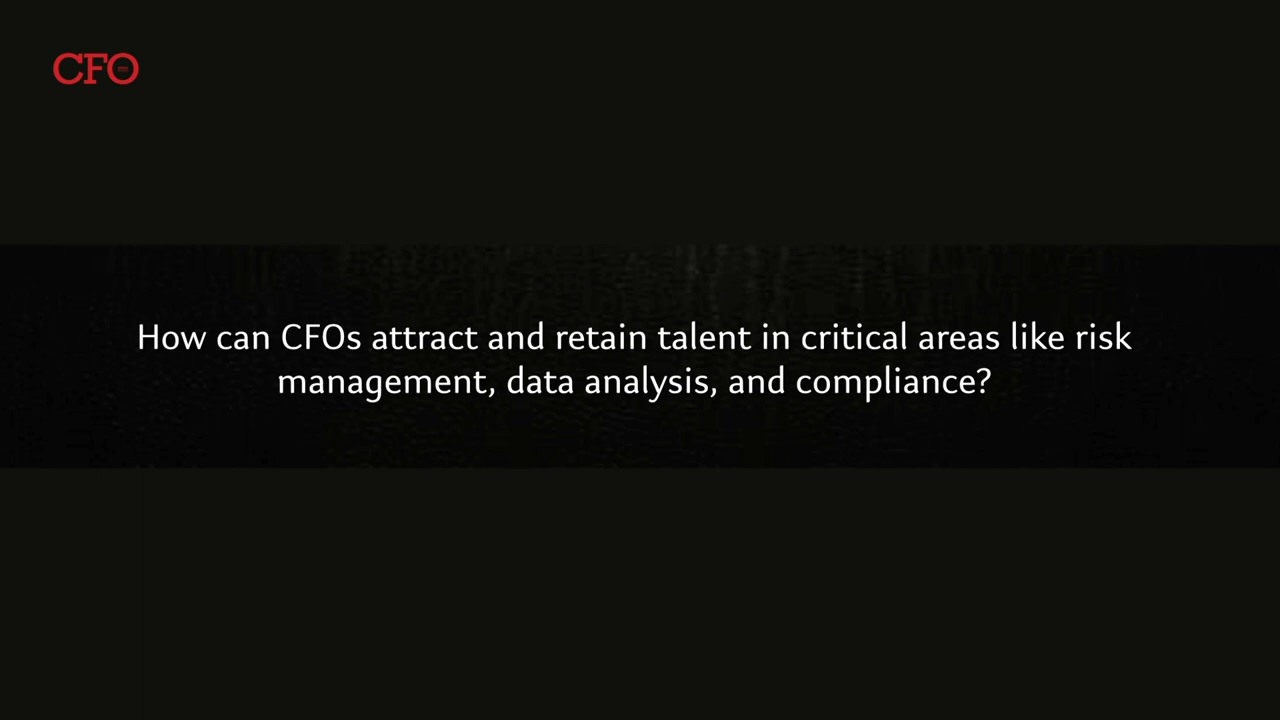 CFO
How can CFOs attract and retain talent in critical areas like risk
management, data analysis, and compliance?